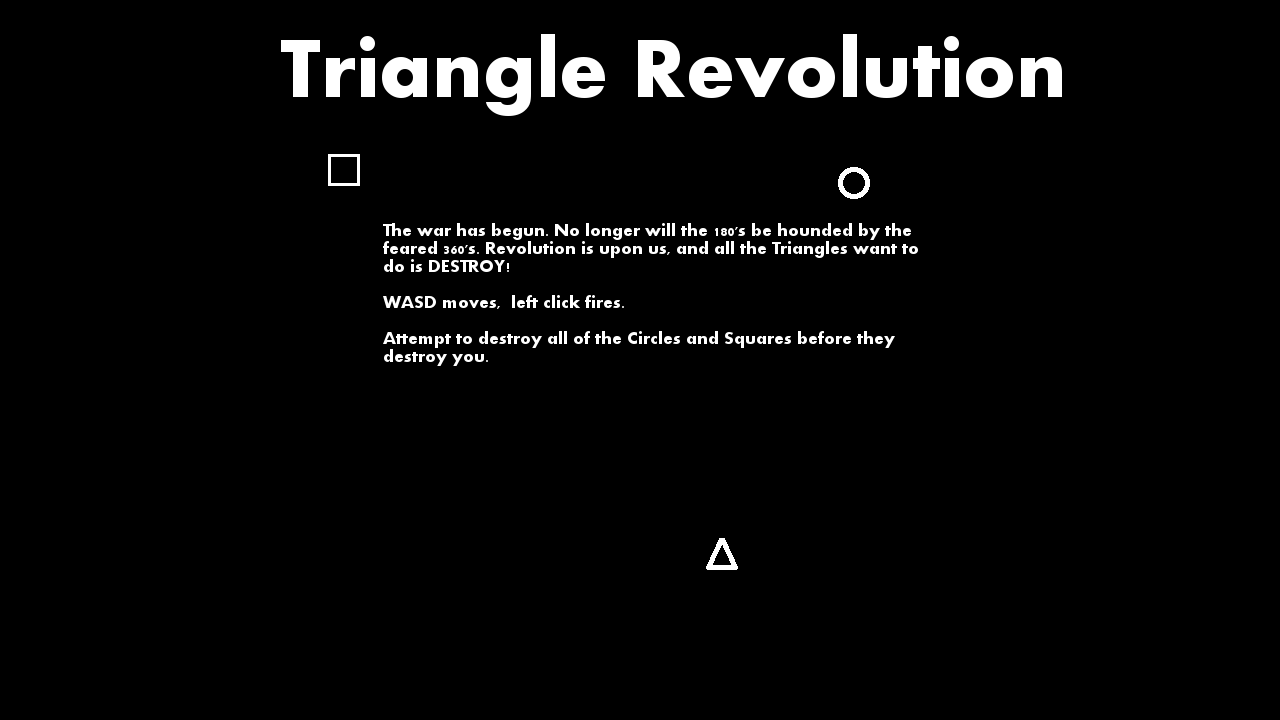 Triangle Revolution
The war has begun. No longer will the 180's be hounded by the
feared 360's. Revolution is upon us, and all the Triangles want to
do is DESTROY!
WASD moves,  left click fires.
Attempt to destroy all of the Circles and Squares before they
destroy you.